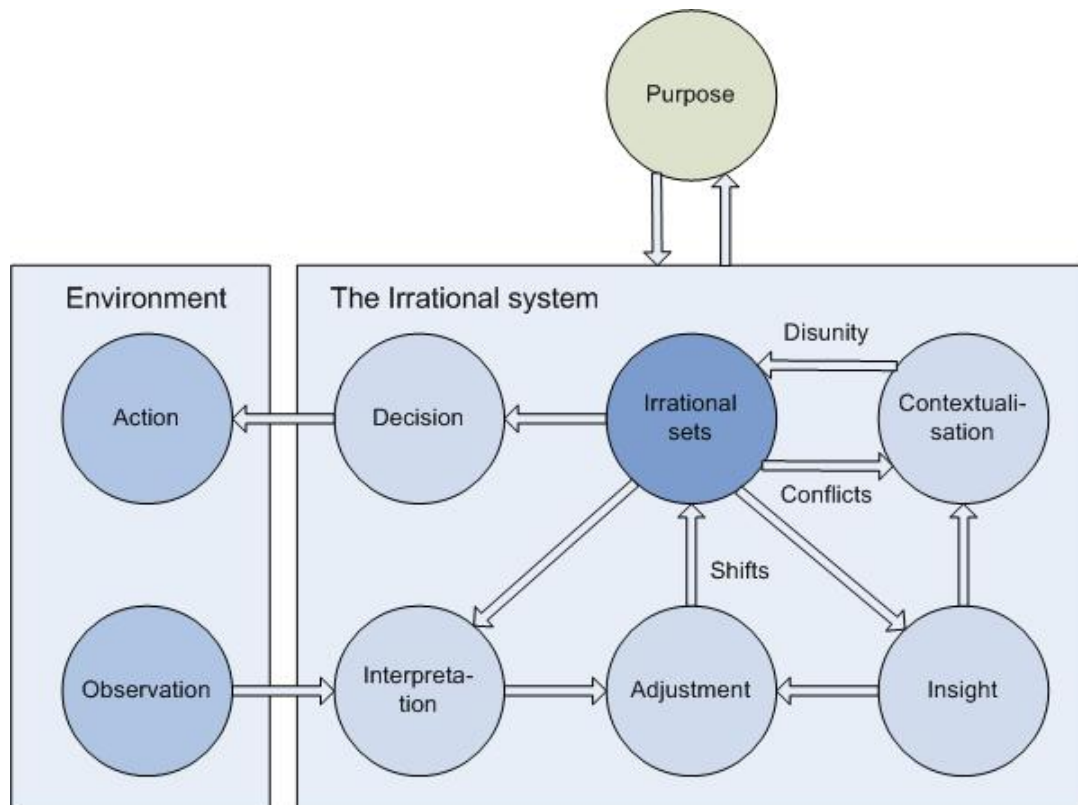 Purpose
Environment
The Irrational system
Disunity
Action
Decision
Irrational
sets
Contextuali-
sation
Conflicts
Shifts
Observation
Interpreta-
tion
Adjustment
Insight